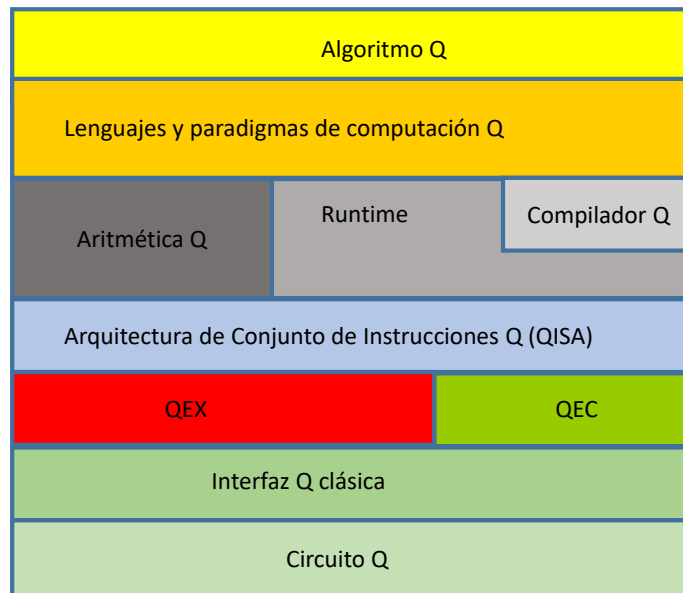 Algoritmo Q
Lenguajes y paradigmas de computación Q
Aritmética Q
Runtime
Compilador Q
Arquitectura de Conjunto de Instrucciones Q (QISA)
QEX
QEC
Interfaz Q clásica
Circuito Q